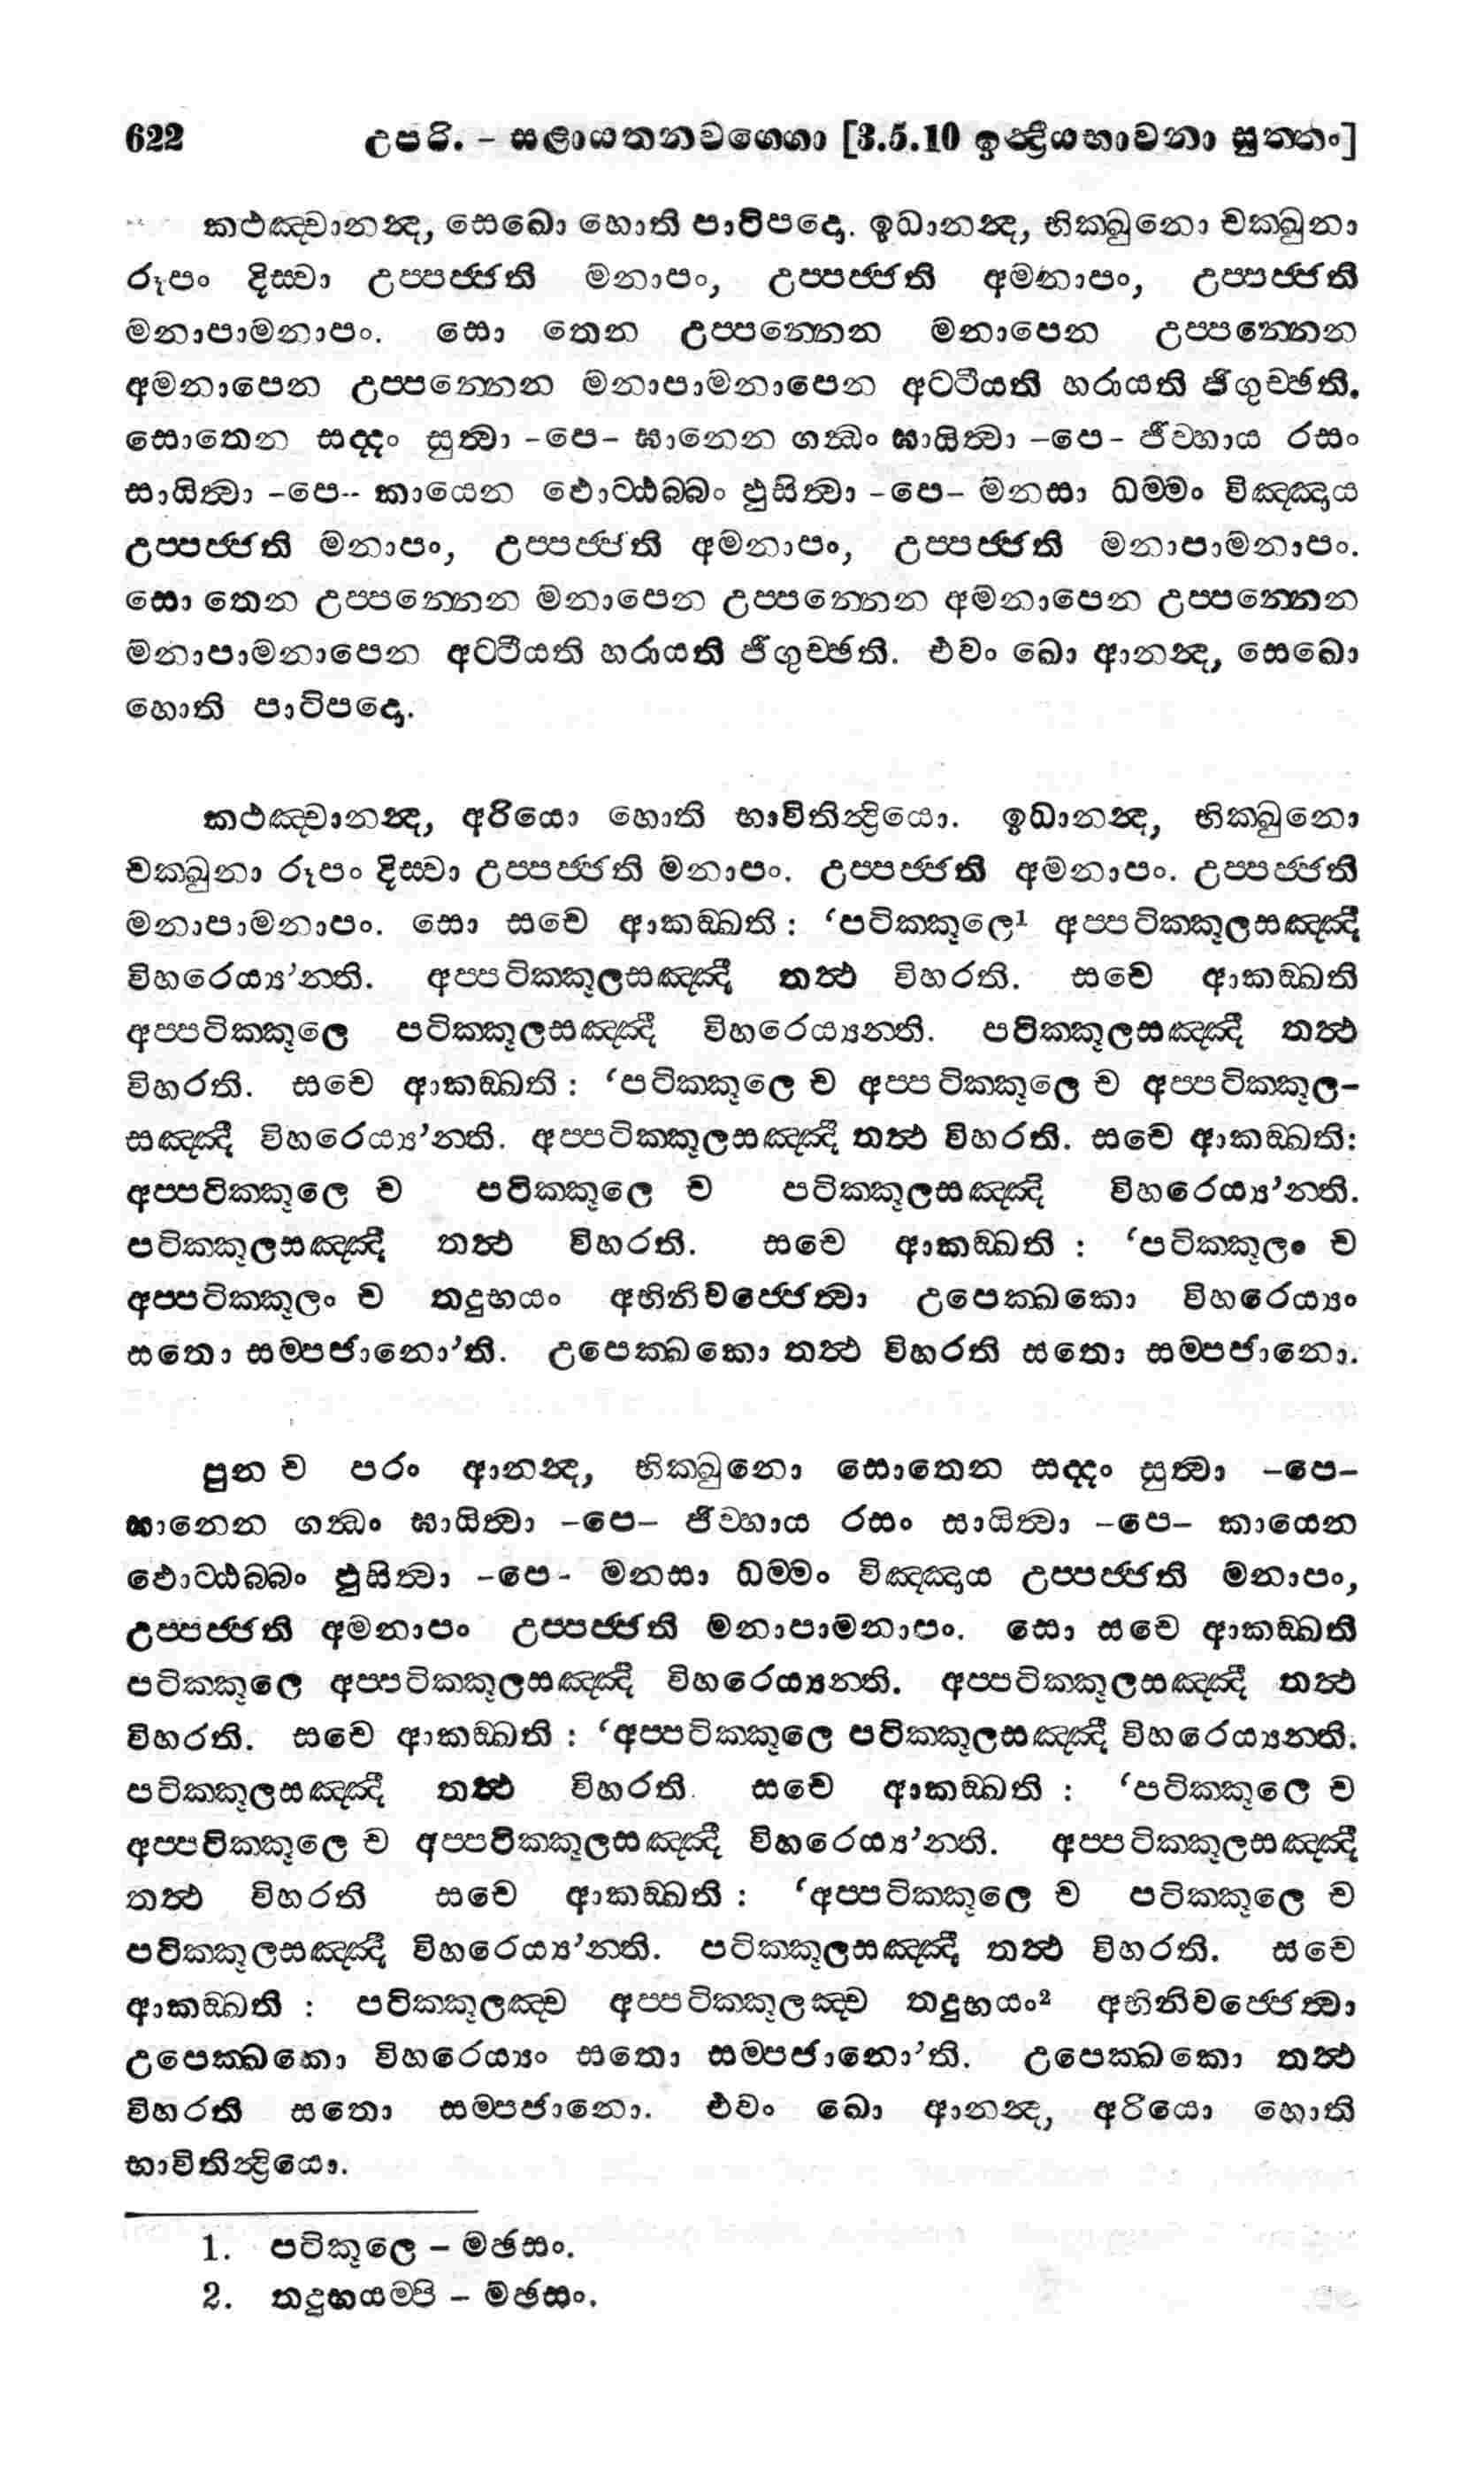 622 උපරි. - සළායතනවග්ගො [3.5.10 ඉන්ද්‍රියභාවනා සුත්තං]
කථඤ්චානන්ද, සෙඛො හොති පාටිපදො. ඉධානන්ද, භික්ඛුනො චක්ඛුනා
රූපං දිස්වා උප්පජ්ජති මනාපං, උප්පජ්ජති අමනාපං, උප්පජ්ජති
මනාපාමනාපං. සො තෙන උප්පන්නෙන මනාපෙන උප්පන්නෙන
අමනාපෙන උප්පන්නෙන මනාපාමනාපෙන අට්ටීයති හරායති ජිගුච්ඡති.
සොතෙන සද්දං සුත්වා -පෙ- ඝානෙන ගන්ධං ඝායිත්වා -පෙ- ජිව්හාය රසං
සායිත්වා -පෙ-- කායෙන ඵොට්ඨබ්බං ඵුසිත්වා -පෙ- මනසා ධම්මං විඤ්ඤාය
උප්පජ්ජති මනාපං, උප්පජ්ජති අමනාපං, උප්පජ්ජති මනාපාමනාපං.
සො තෙන උප්පන්නෙන මනාපෙන උප්පන්නෙන අමනාපෙන උප්පන්නෙන
මනාපාමනාපෙන අට්ටීයති හරායති ජිගුච්ඡති. එවං ඛො ආනන්ද, සෙඛො
හොති පාටිපදො.
කථඤ්චානන්ද, අරියො හොති භාවිතින්ද්‍රියො. ඉධානන්ද, භික්ඛුනො
චක්ඛුනා රූපං දිස්වා උප්පජ්ජති මනාපං. උප්පජ්ජති අමනාපං. උප්පජ්ජති
මනාපාමනාපං. සො සචෙ ආකඞ්ඛති : ‘පටික්කූලෙ¹ අප්පටික්කූලසඤ්ඤී
විහරෙය්‍ය’න්ති. අප්පටික්කූලසඤ්ඤී තත්ථ විහරති. සචෙ ආකඞ්ඛති
අප්පටික්කූලෙ පටික්කූලසඤ්ඤී විහරෙය්‍යන්ති. පටික්කූලසඤ්ඤී තත්ථ
විහරති. සචෙ ආකඞ්ඛති : ‘පටික්කූලෙ ච අප්පටික්කූලෙ ච අප්පටික්කූල-
සඤ්ඤී විහරෙය්‍ය’න්ති. අප්පටික්කූලසඤ්ඤී තත්ථ විහරති. සචෙ ආකඞ්ඛති:
අප්පටික්කූලෙ ච පටික්කූලෙ ච පටික්කූලසඤ්ඤි විහරෙය්‍ය’න්ති.
පටික්කූලසඤ්ඤී තත්ථ විහරති. සචෙ ආකඞ්ඛති : ‘පටික්කූලං ච
අප්පටික්කූලං ච තදුභයං අභිනිවජ්ජෙත්වා උපෙක්ඛකො විහරෙය්‍යං
සතො සම්පජානො’ති. උපෙක්ඛකො තත්ථ විහරති සතො සම්පජානො.
පුන ච පරං ආනන්ද, භික්ඛුනො සොතෙන සද්දං සුත්වා -පෙ-
ඝානෙන ගන්ධං ඝායිත්වා -පෙ- ජිව්හාය රසං සායිත්වා -පෙ- කායෙන
ඵොට්ඨබ්බං ඵුසිත්වා -පෙ- මනසා ධම්මං විඤ්ඤාය උප්පජ්ජති මනාපං,
උප්පජ්ජති අමනාපං උප්පජ්ජති මනාපාමනාපං. සො සචෙ ආකඞ්ඛති
පටික්කූලෙ අප්පටික්කූලසඤ්ඤී විහරෙය්‍යන්ති. අප්පටික්කූලසඤ්ඤී තත්ථ
විහරති. සචෙ ආකඞ්ඛති : ‘අප්පටික්කූලෙ පටික්කූලසඤ්ඤී විහරෙය්‍යන්ති.
පටික්කූලසඤ්ඤී තත්ථ විහරති. සචෙ ආකඞ්ඛති : ‘පටික්කූලෙ ච
අප්පටික්කූලෙ ච අප්පටික්කූලසඤ්ඤී විහරෙය්‍ය’න්ති. අප්පටික්කූලසඤ්ඤී
තත්ථ විහරති සචෙ ආකඞ්ඛති : ‘අප්පටික්කූලෙ ච පටික්කූලෙ ච
පටික්කූලසඤ්ඤී විහරෙය්‍ය’න්ති. පටික්කූලසඤ්ඤී තත්ථ විහරති. සචෙ
ආකඞ්ඛති : පටික්කූලඤ්ච අප්පටික්කූලඤ්ච තදුභයං² අභිනිවජ්ජෙත්වා
උපෙක්ඛකො විහරෙය්‍යං සතො සම්පජානො’ති. උපෙක්ඛකො තත්ථ
විහරති සතො සම්පජානො. එවං ඛො ආනන්ද, අරියො හොති
භාවිතින්ද්‍රියො.
1. පටිකූලෙ - මඡසං.
2. තදුභයම්පි - මඡසං.